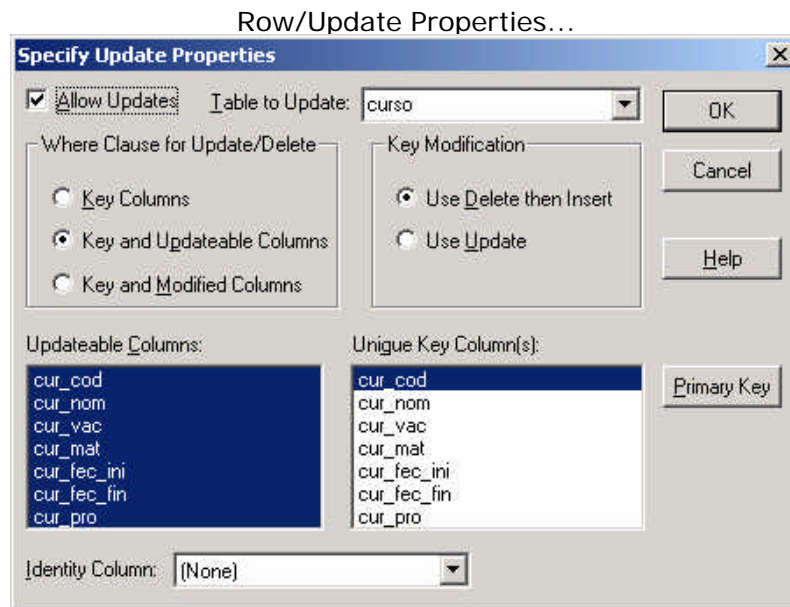 Row/Update Properties...
Specify Update Properties
Allow Updates Table to Update: curso
OK
Where Clause for Update/Delete
Key Modification
Cancel
Key Columns
Use Delete then Insert
Key and Updateable Columns
Use Update
Help
Key and Modified Columns
Updateable Columns:
Unique Key Column(s):
cur_cod
cur_nom
cur_vac
cur_mat
cur_fec_ini
cur_fec_fin
cur_pro
cur_cod
cur_nom
cur_vac
cur_mat
cur_fec_ini
cur_fec_fin
cur_pro
Primary Key
Identity Column: (None)